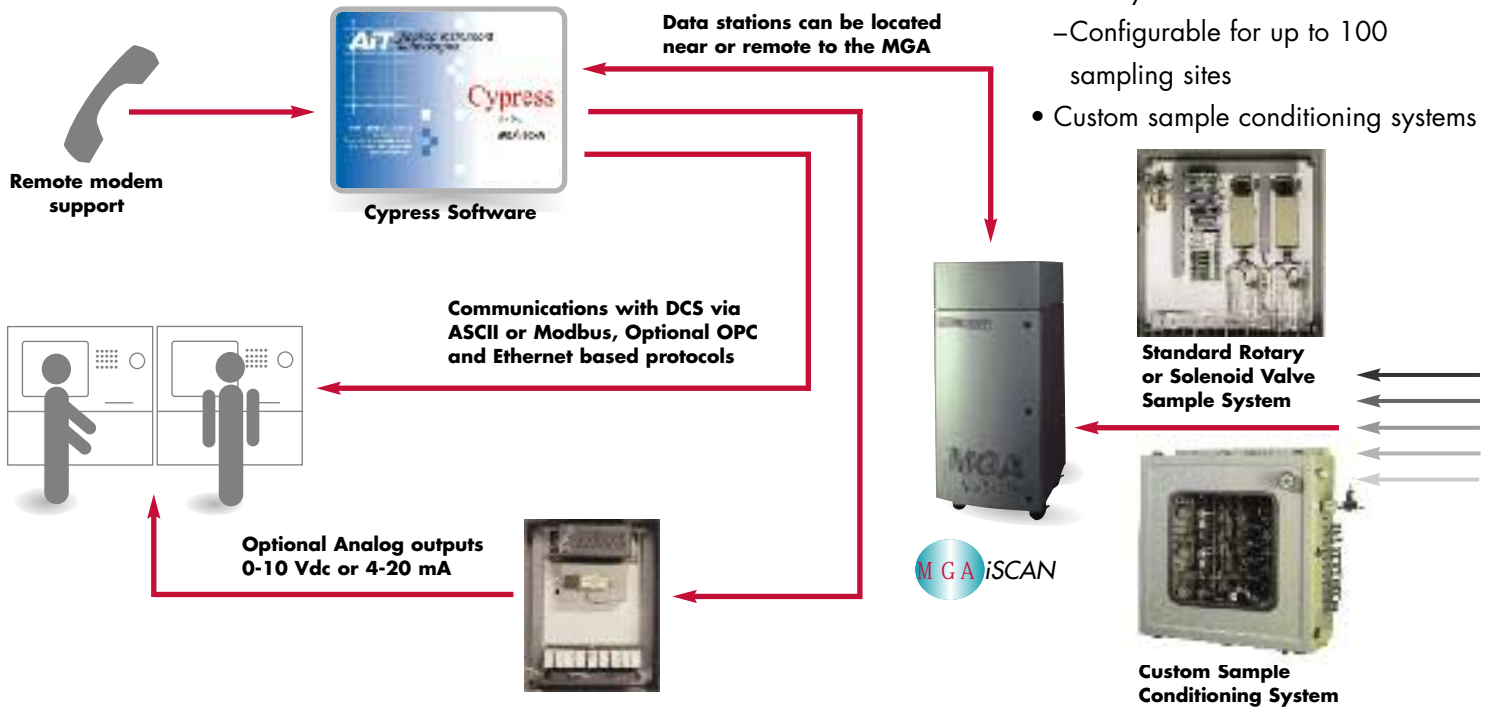 Data stations can be located
near or remote to the MGA
–Configurable for up to 100
sampling sites
• Custom sample conditioning systems
AiT
Cypress
Remote modem
support
Cypress Software
Communications with DCS via
ASCII or Modbus, Optional OPC
and Ethernet based protocols
Standard Rotary
or Solenoid Valve
Sample System
MGA
Optional Analog outputs
0-10 Vdc or 4-20 mA
MGA iSCAN
Custom Sample
Conditioning System